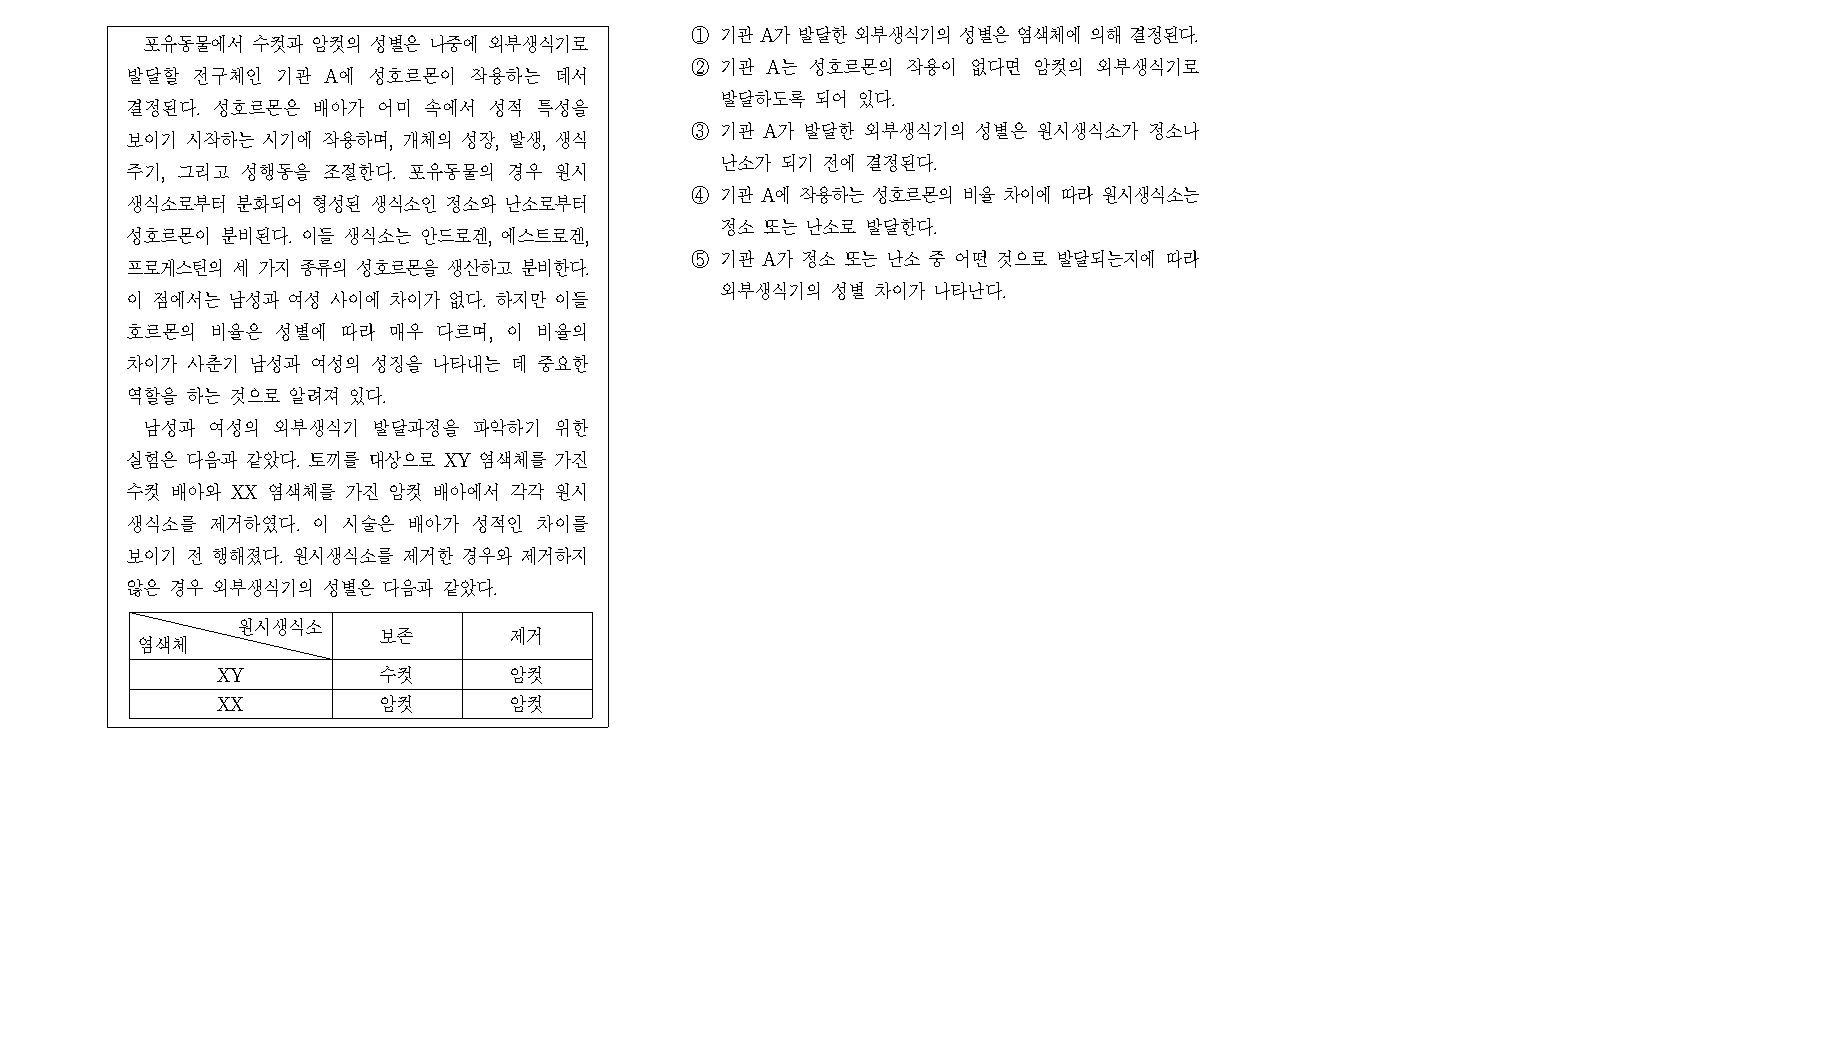 포유동물에서 수컷과 암컷의 성별은 나중에 외부생식기로
발달할 전구체인 기관 A에 성호르몬이 작용하는 데서
결정된다. 성호르몬은 배아가 어미 속에서 성적 특성을
보이기 시작하는 시기에 작용하며, 개체의 성장, 발생, 생식
주기, 그리고 성행동을 조절한다. 포유동물의 경우 원시
생식소로부터 분화되어 형성된 생식소인 정소와 난소로부터
성호르몬이 분비된다. 이들 생식소는 안드로겐, 에스트로겐,
프로게스틴의 세 가지 종류의 성호르몬을 생산하고 분비한다.
이 점에서는 남성과 여성 사이에 차이가 없다. 하지만 이들
호르몬의 비율은 성별에 따라 매우 다르며, 이 비율의
차이가 사춘기 남성과 여성의 성징을 나타내는 데 중요한
역할을 하는 것으로 알려져 있다.
남성과 여성의 외부생식기 발달과정을 파악하기 위한
실험은 다음과 같았다. 토끼를 대상으로 XY 염색체를 가진
수컷 배아와 XX 염색체를 가진 암컷 배아에서 각각 원시
생식소를 제거하였다. 이 시술은 배아가 성적인 차이를
보이기 전 행해졌다. 원시생식소를 제거한 경우와 제거하지
않은 경우 외부생식기의 성별은 다음과 같았다.
원시생식소 보존 제거
염색체
XY 수컷 암컷
XX 암컷 암컷
① 기관 A가 발달한 외부생식기의 성별은 염색체에 의해 결정된다.
② 기관 A는 성호르몬의 작용이 없다면 암컷의 외부생식기로
발달하도록 되어 있다.
③ 기관 A가 발달한 외부생식기의 성별은 원시생식소가 정소나
난소가 되기 전에 결정된다.
④ 기관 A에 작용하는 성호르몬의 비율 차이에 따라 원시생식소는
정소 또는 난소로 발달한다.
⑤ 기관 A가 정소 또는 난소 중 어떤 것으로 발달되는지에 따라
외부생식기의 성별 차이가 나타난다.